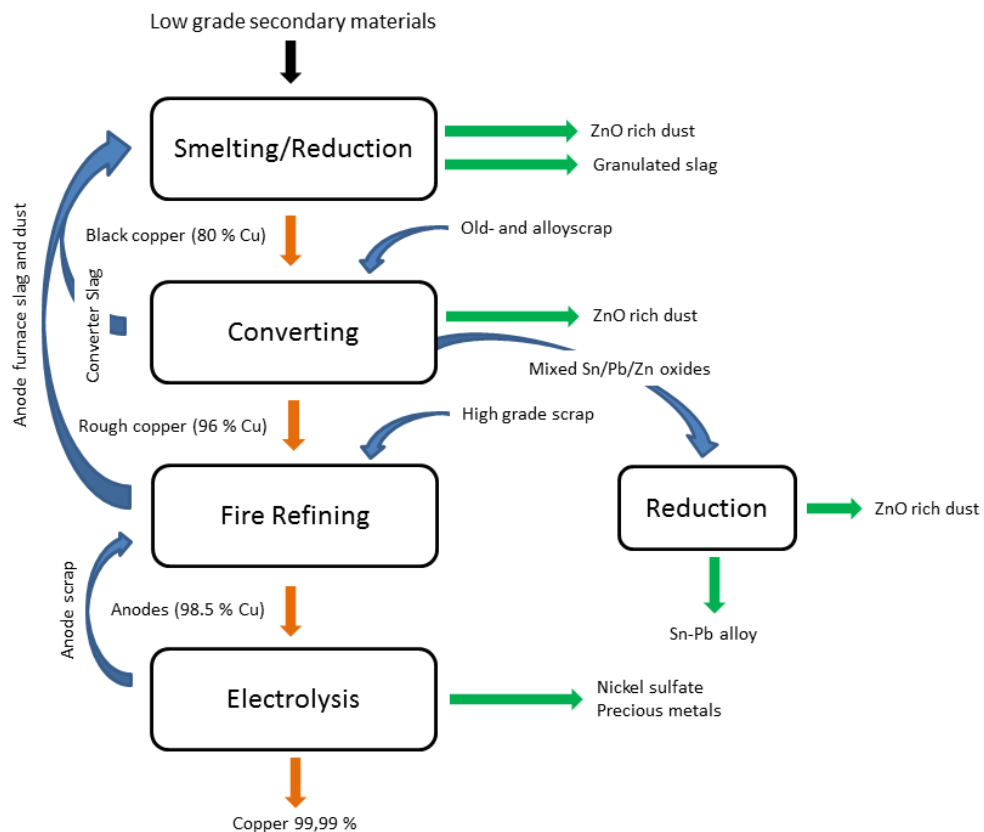 Low grade secondary materials
Smelting/Reduction
ZnO rich dust
Granulated slag
Black copper (80 % Cu)
Old- and alloyscrap
Anode furnace slag and dust
Converter Slag
Converting
ZnO rich dust
Mixed Sn/Pb/Zn oxides
Rough copper (96 % Cu)
High grade scrap
Fire Refining
Reduction
ZnO rich dust
Anode scrap
Anodes (98.5 % Cu)
Sn-Pb alloy
Electrolysis
Nickel sulfate
Precious metals
Copper 99,99 %